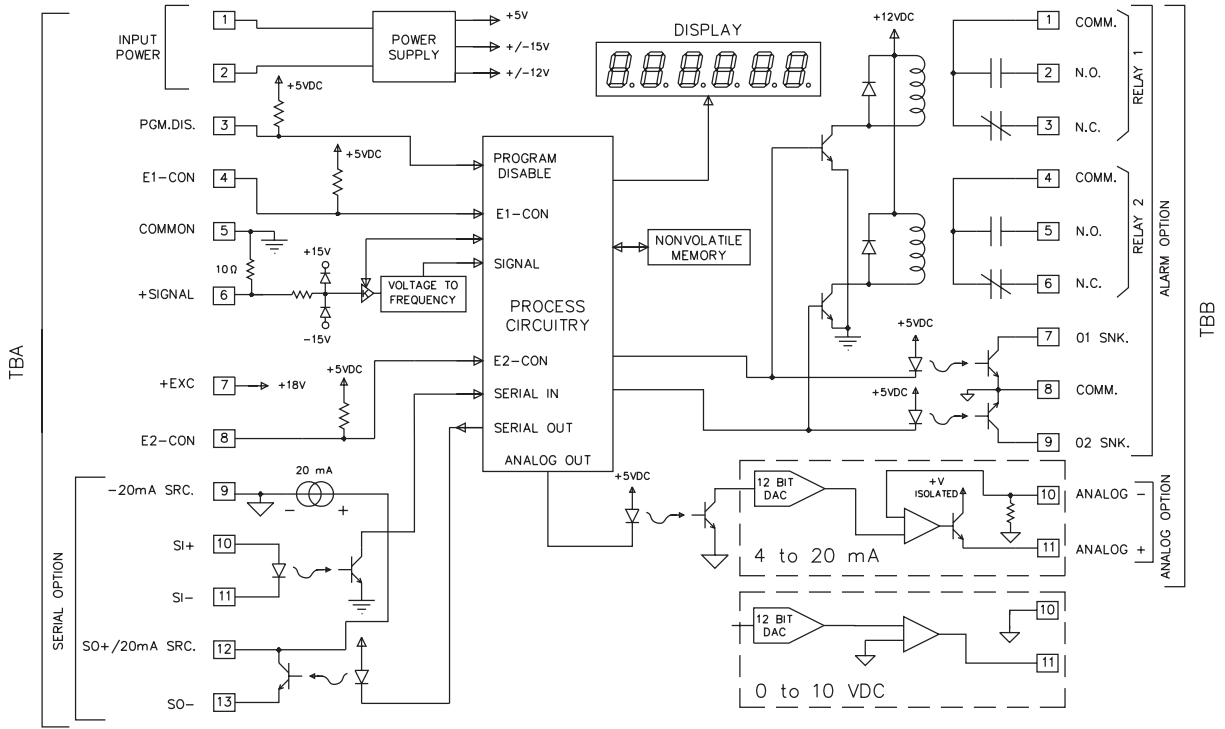 TBA
INPUT
POWER
1
2
POWER
SUPPLY
+5V
+/-15V
+/-12V
PGM.DIS.
3
+5VDC
E1-CON
4
+5VDC
COMMON
5
10Ω
+SIGNAL
6
+15V
-15V
VOLTAGE TO
FREQUENCY
+EXC
7
+18V
E2-CON
8
+5VDC
SERIAL OPTION
-20mA SRC.
9
20 mA
- +
SI+
10
SI-
11
SO+/20mA SRC.
12
SO-
13
DISPLAY
8.8.8.8.8.8.
PROGRAM
DISABLE
E1-CON
SIGNAL
PROCESS
CIRCUITRY
E2-CON
SERIAL IN
SERIAL OUT
ANALOG OUT
NONVOLATILE
MEMORY
+12VDC
+5VDC
+5VDC
+5VDC
1
COMM.
2
N.O.
3
N.C.
RELAY 1
4
COMM.
5
N.O.
6
N.C.
RELAY 2
7
O1 SNK.
8
COMM.
9
O2 SNK.
ALARM OPTION
TBB
12 BIT
DAC
+V
ISOLATED
10
ANALOG -
11
ANALOG +
ANALOG OPTION
4 to 20 mA
12 BIT
DAC
10
11
0 to 10 VDC